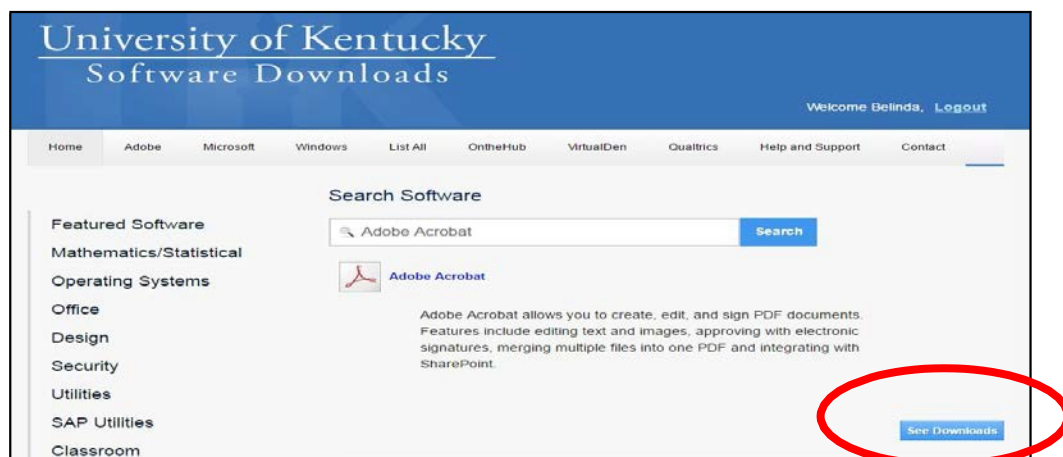 University of Kentucky
Software Downloads
Welcome Belinda, Logout
Home Adobe Microsoft Windows List All OntheHub VirtualDen Qualtrics Help and Support Contact
Search Software
Adobe Acrobat Search
Adobe Acrobat
Adobe Acrobat allows you to create, edit, and sign PDF documents.
Features include editing text and images, approving with electronic
signatures, merging multiple files into one PDF and integrating with
SharePoint.
See Downloads
Featured Software
Mathematics/Statistical
Operating Systems
Office
Design
Security
Utilities
SAP Utilities
Classroom